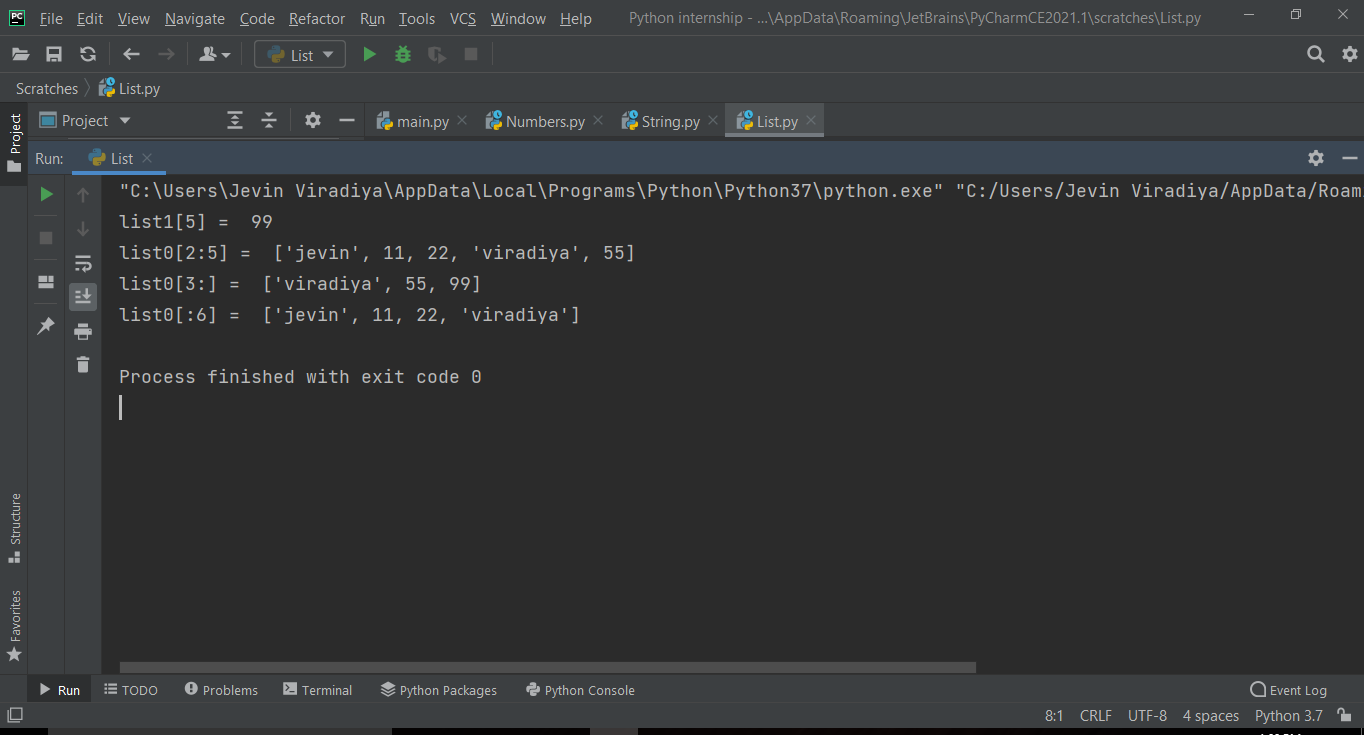 PC File Edit View Navigate Code Refactor Run Tools VCS Window Help Python internship - ...\AppData\Roaming\JetBrains\PyCharmCE2021.1\scratches\List.py
List
Scratches List.py
Project main.py Numbers.py String.py List.py
Project
Run: List
"C:\Users\Jevin Viradiya\AppData\Local\Programs\Python\Python37\python.exe" "C:/Users/Jevin Viradiya/AppData/Roam
list1[5] =  99
list0[2:5] =  ['jevin', 11, 22, 'viradiya', 55]
list0[3:] =  ['viradiya', 55, 99]
list0[:6] =  ['jevin', 11, 22, 'viradiya']
Process finished with exit code 0
Structure
Favorites
Run TODO Problems Terminal Python Packages Python Console Event Log
8:1 CRLF UTF-8 4 spaces Python 3.7